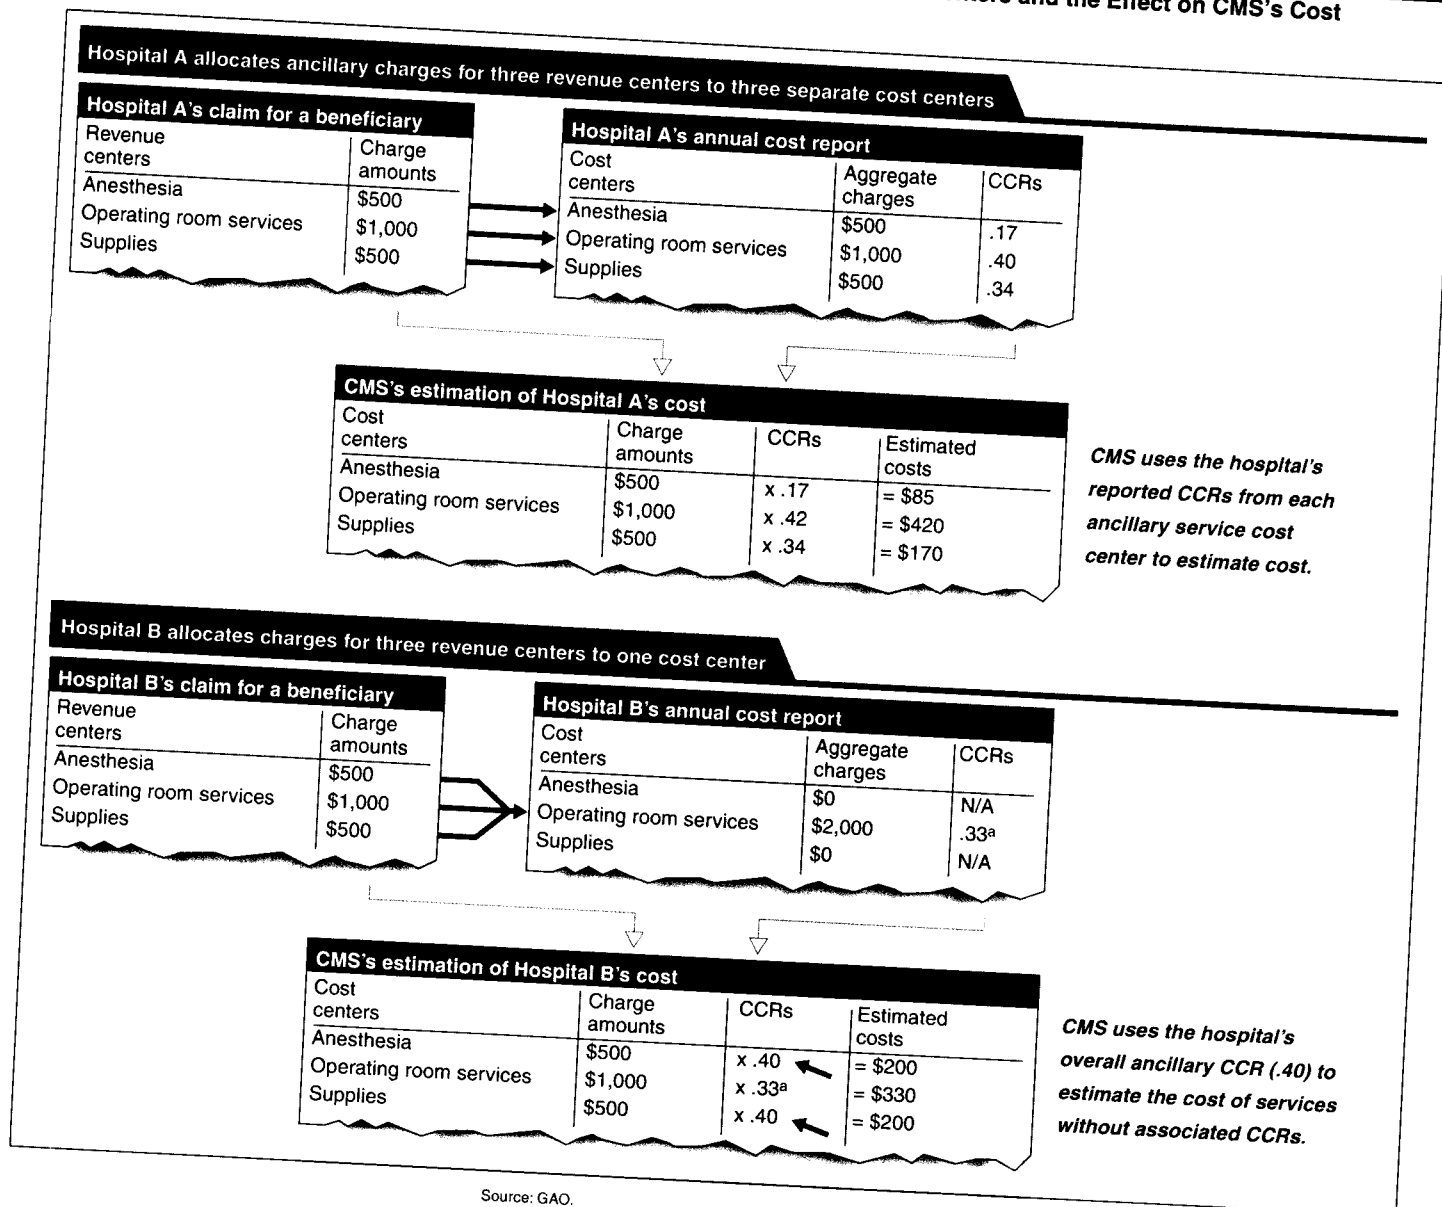 and the Effect on CMS's Cost
Hospital A allocates ancillary charges for three revenue centers to three separate cost centers
Hospital A's claim for a beneficiary
Revenue centers | Charge amounts
Anesthesia $500
Operating room services $1,000
Supplies $500
Hospital A's annual cost report
Cost centers | Aggregate charges | CCRs
Anesthesia $500 .17
Operating room services $1,000 .40
Supplies $500 .34
CMS's estimation of Hospital A's cost
Cost centers | Charge amounts | CCRs | Estimated costs
Anesthesia $500 x .17 = $85
Operating room services $1,000 x .42 = $420
Supplies $500 x .34 = $170
CMS uses the hospital's
reported CCRs from each
ancillary service cost
center to estimate cost.
Hospital B allocates charges for three revenue centers to one cost center
Hospital B's claim for a beneficiary
Revenue centers | Charge amounts
Anesthesia $500
Operating room services $1,000
Supplies $500
Hospital B's annual cost report
Cost centers | Aggregate charges | CCRs
Anesthesia $0 N/A
Operating room services $2,000 .33ª
Supplies $0 N/A
CMS's estimation of Hospital B's cost
Cost centers | Charge amounts | CCRs | Estimated costs
Anesthesia $500 x .40 = $200
Operating room services $1,000 x .33ª = $330
Supplies $500 x .40 = $200
CMS uses the hospital's
overall ancillary CCR (.40) to
estimate the cost of services
without associated CCRs.
Source: GAO.